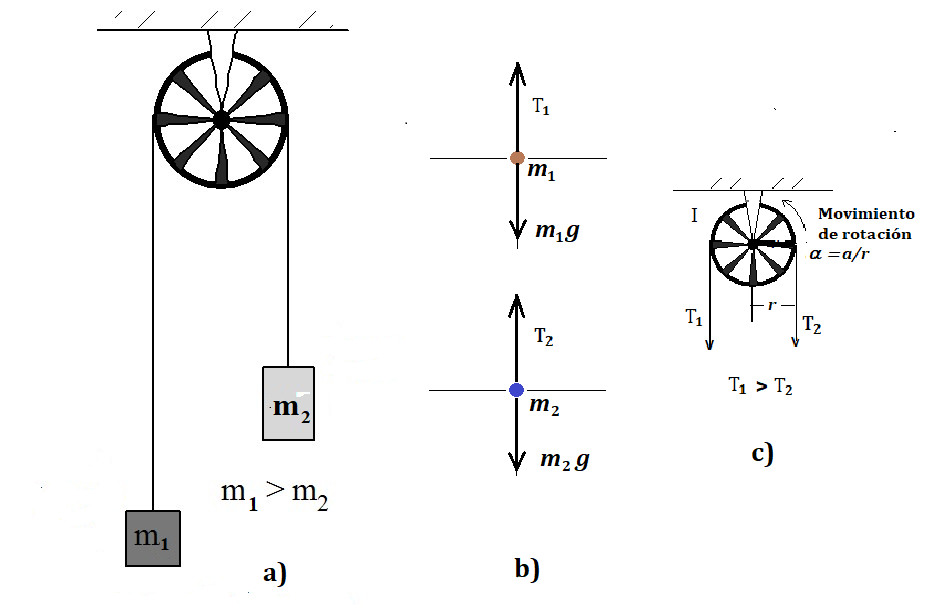 m₁
m₂
m₁ > m₂
a)
T₁
m₁
m₁g
T₂
m₂
m₂g
b)
I
Movimiento
de rotación
α = a/r
r
T₁
T₂
T₁ > T₂
c)